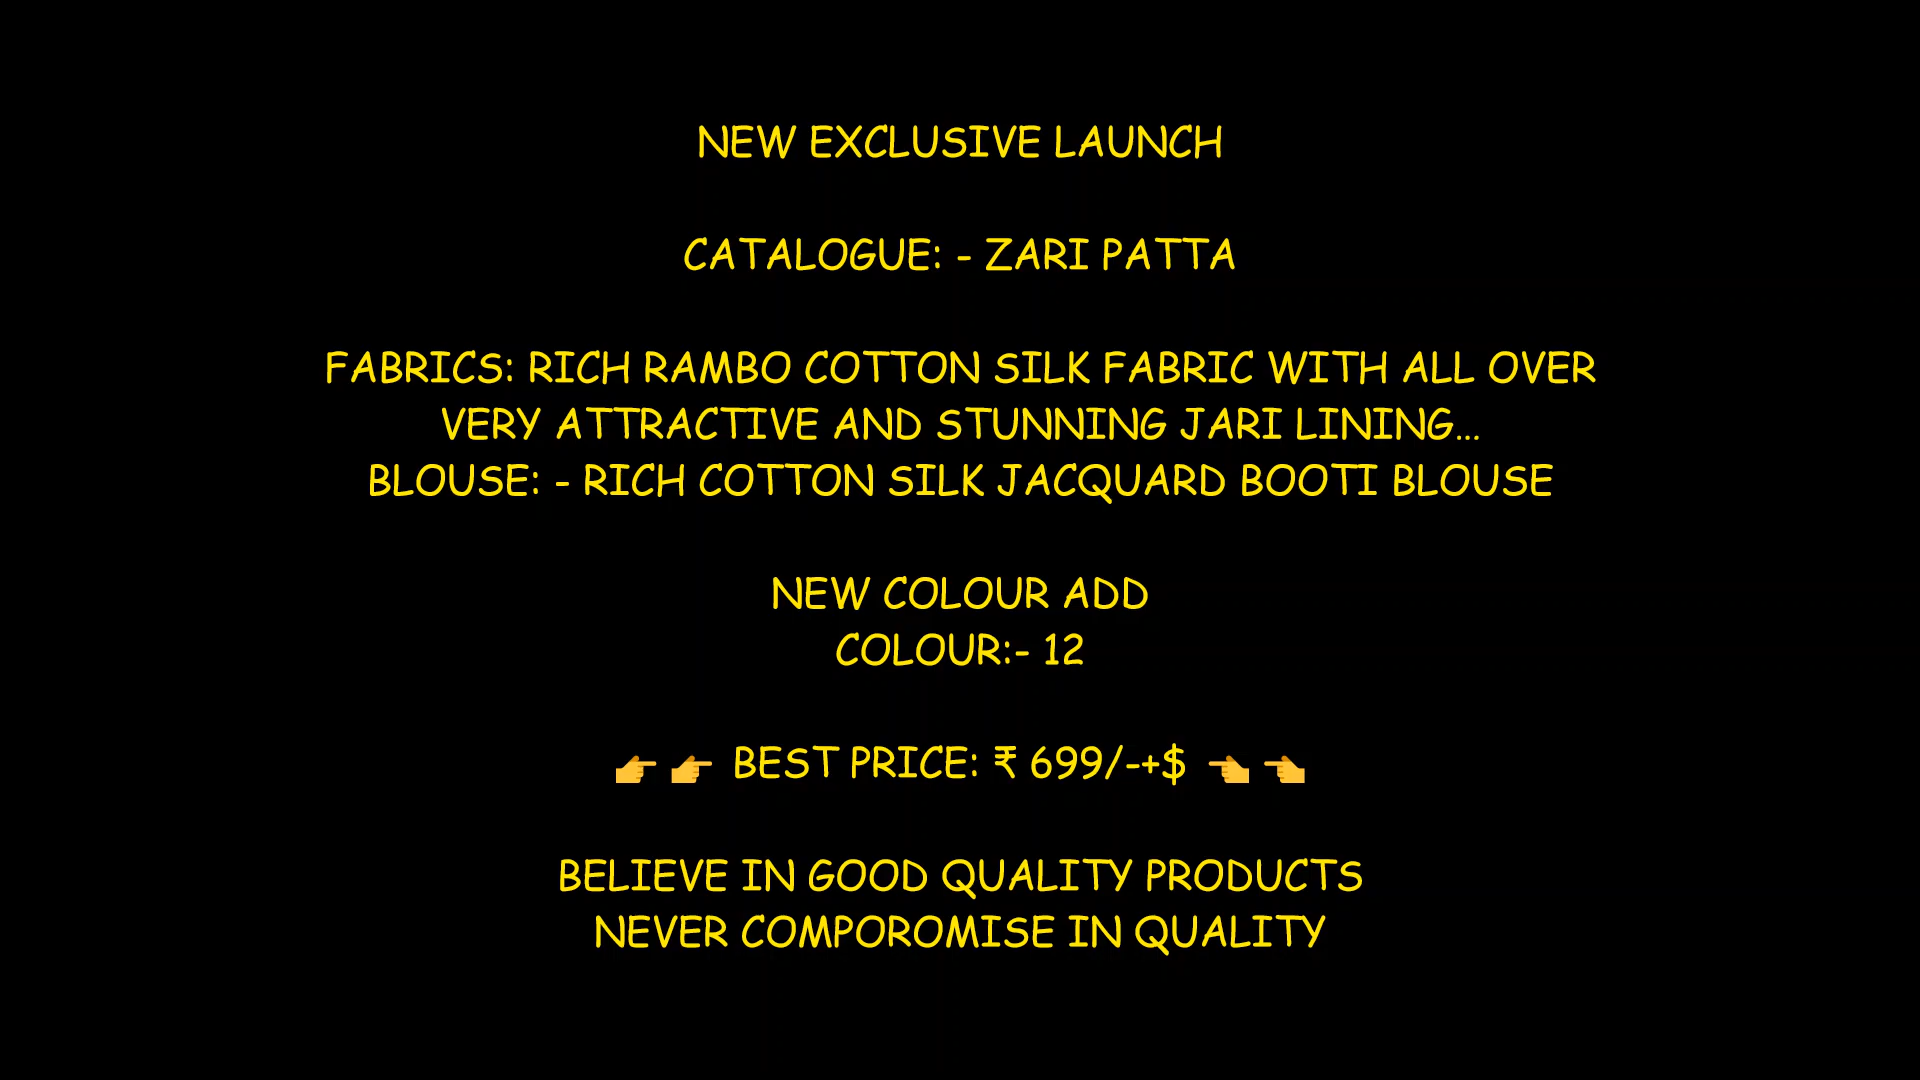 NEW EXCLUSIVE LAUNCH
CATALOGUE: - ZARI PATTA
FABRICS: RICH RAMBO COTTON SILK FABRIC WITH ALL OVER
VERY ATTRACTIVE AND STUNNING JARI LINING...
BLOUSE: - RICH COTTON SILK JACQUARD BOOTI BLOUSE
NEW COLOUR ADD
COLOUR:- 12
👉 👉 BEST PRICE: ₹ 699/-+$ 👈 👈
BELIEVE IN GOOD QUALITY PRODUCTS
NEVER COMPOROMISE IN QUALITY